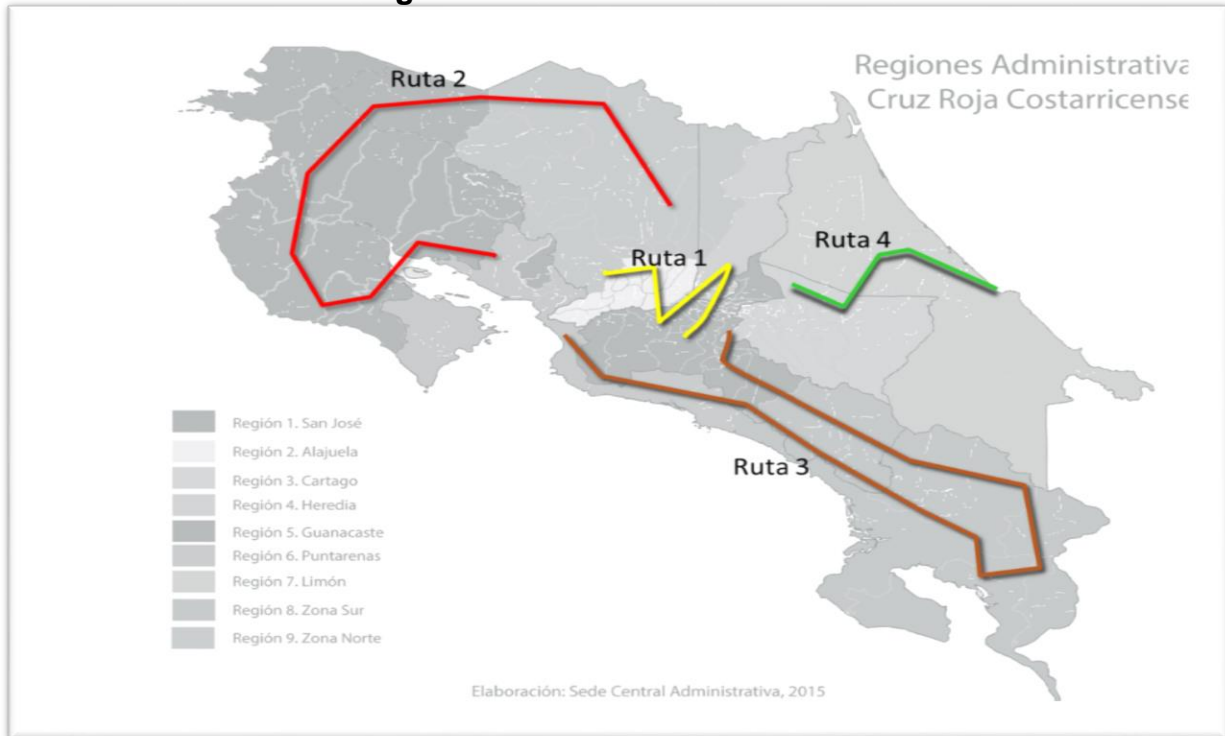 Regiones Administrativa
Cruz Roja Costarricense
Ruta 2
Ruta 4
Ruta 1
Ruta 3
Región 1. San José
Región 2. Alajuela
Región 3. Cartago
Región 4. Heredia
Región 5. Guanacaste
Región 6. Puntarenas
Región 7. Limón
Región 8. Zona Sur
Región 9. Zona Norte
Elaboración: Sede Central Administrativa, 2015